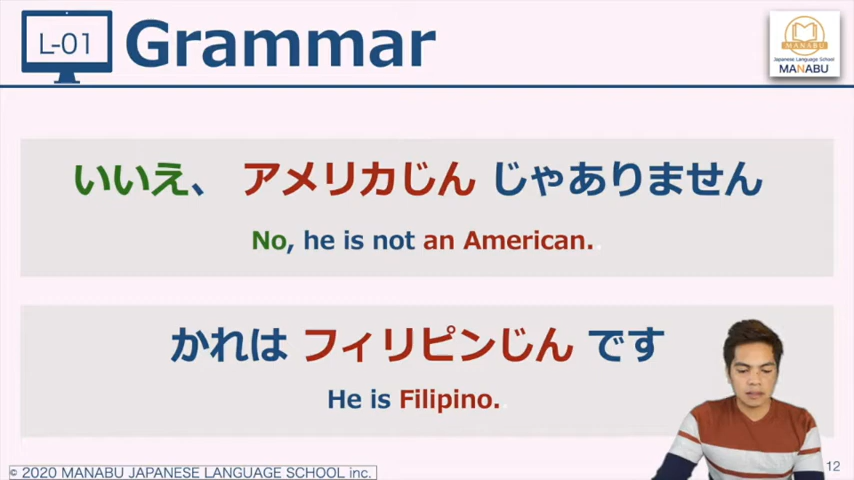 L-01
Grammar
MANABU
Japanese Language School
MANABU
いいえ、 アメリカじん じゃありません
No, he is not an American.
かれは フィリピンじん です
He is Filipino.
© 2020 MANABU JAPANESE LANGUAGE SCHOOL inc.
12